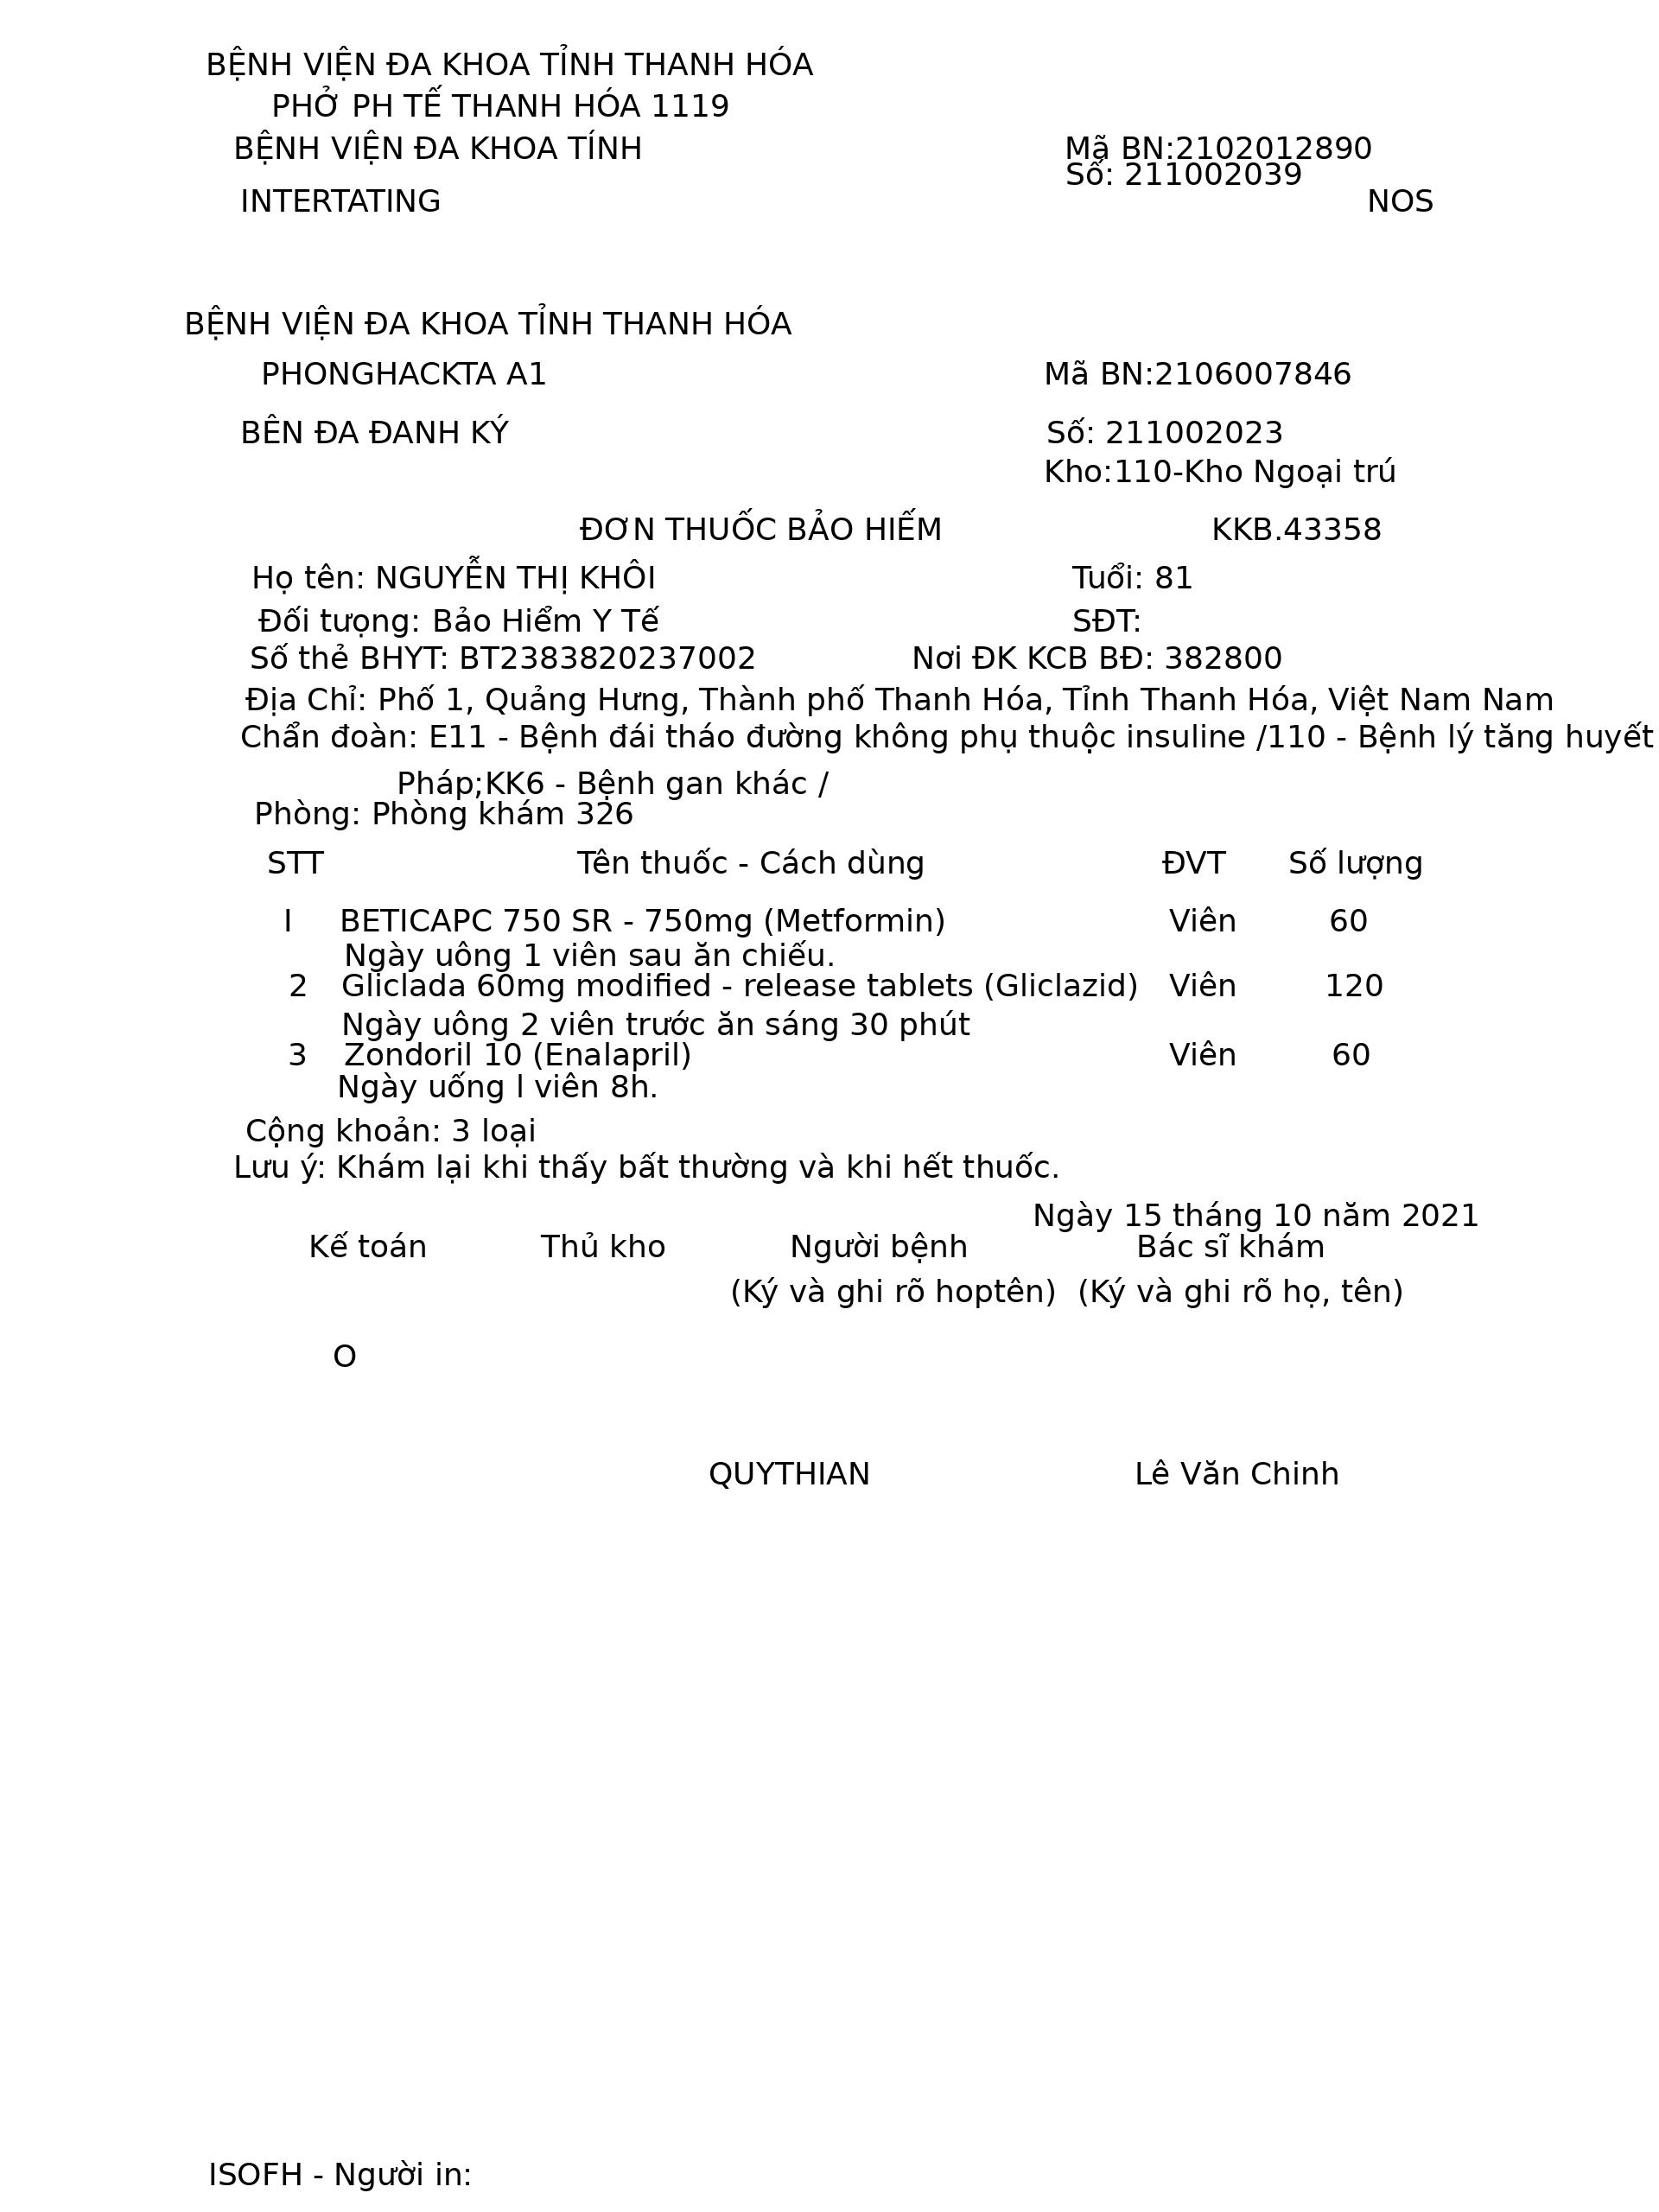 BỆNH VIỆN ĐA KHOA TỈNH THANH HÓA
PHỞ PH TẾ THANH HÓA 1119
BỆNH VIỆN ĐA KHOA TÍNH Mã BN:2102012890
Số: 211002039
INTERTATING NOS
BỆNH VIỆN ĐA KHOA TỈNH THANH HÓA
PHONGHACKTA A1 Mã BN:2106007846
BÊN ĐA ĐANH KÝ Số: 211002023
Kho:110-Kho Ngoại trú
ĐƠN THUỐC BẢO HIẾM KKB.43358
Họ tên: NGUYỄN THỊ KHÔI Tuổi: 81
Đối tượng: Bảo Hiểm Y Tế SĐT:
Số thẻ BHYT: BT2383820237002 Nơi ĐK KCB BĐ: 382800
Địa Chỉ: Phố 1, Quảng Hưng, Thành phố Thanh Hóa, Tỉnh Thanh Hóa, Việt Nam Nam
Chẩn đoàn: E11 - Bệnh đái tháo đường không phụ thuộc insuline /110 - Bệnh lý tăng huyết
Pháp;KK6 - Bệnh gan khác /
Phòng: Phòng khám 326
STT Tên thuốc - Cách dùng ĐVT Số lượng
I BETICAPC 750 SR - 750mg (Metformin) Viên 60
Ngày uông 1 viên sau ăn chiếu.
2 Gliclada 60mg modified - release tablets (Gliclazid) Viên 120
Ngày uông 2 viên trước ăn sáng 30 phút
3 Zondoril 10 (Enalapril) Viên 60
Ngày uống l viên 8h.
Cộng khoản: 3 loại
Lưu ý: Khám lại khi thấy bất thường và khi hết thuốc.
Ngày 15 tháng 10 năm 2021
Kế toán Thủ kho Người bệnh Bác sĩ khám
(Ký và ghi rõ hoptên) (Ký và ghi rõ họ, tên)
O
QUYTHIAN Lê Văn Chinh
ISOFH - Người in: